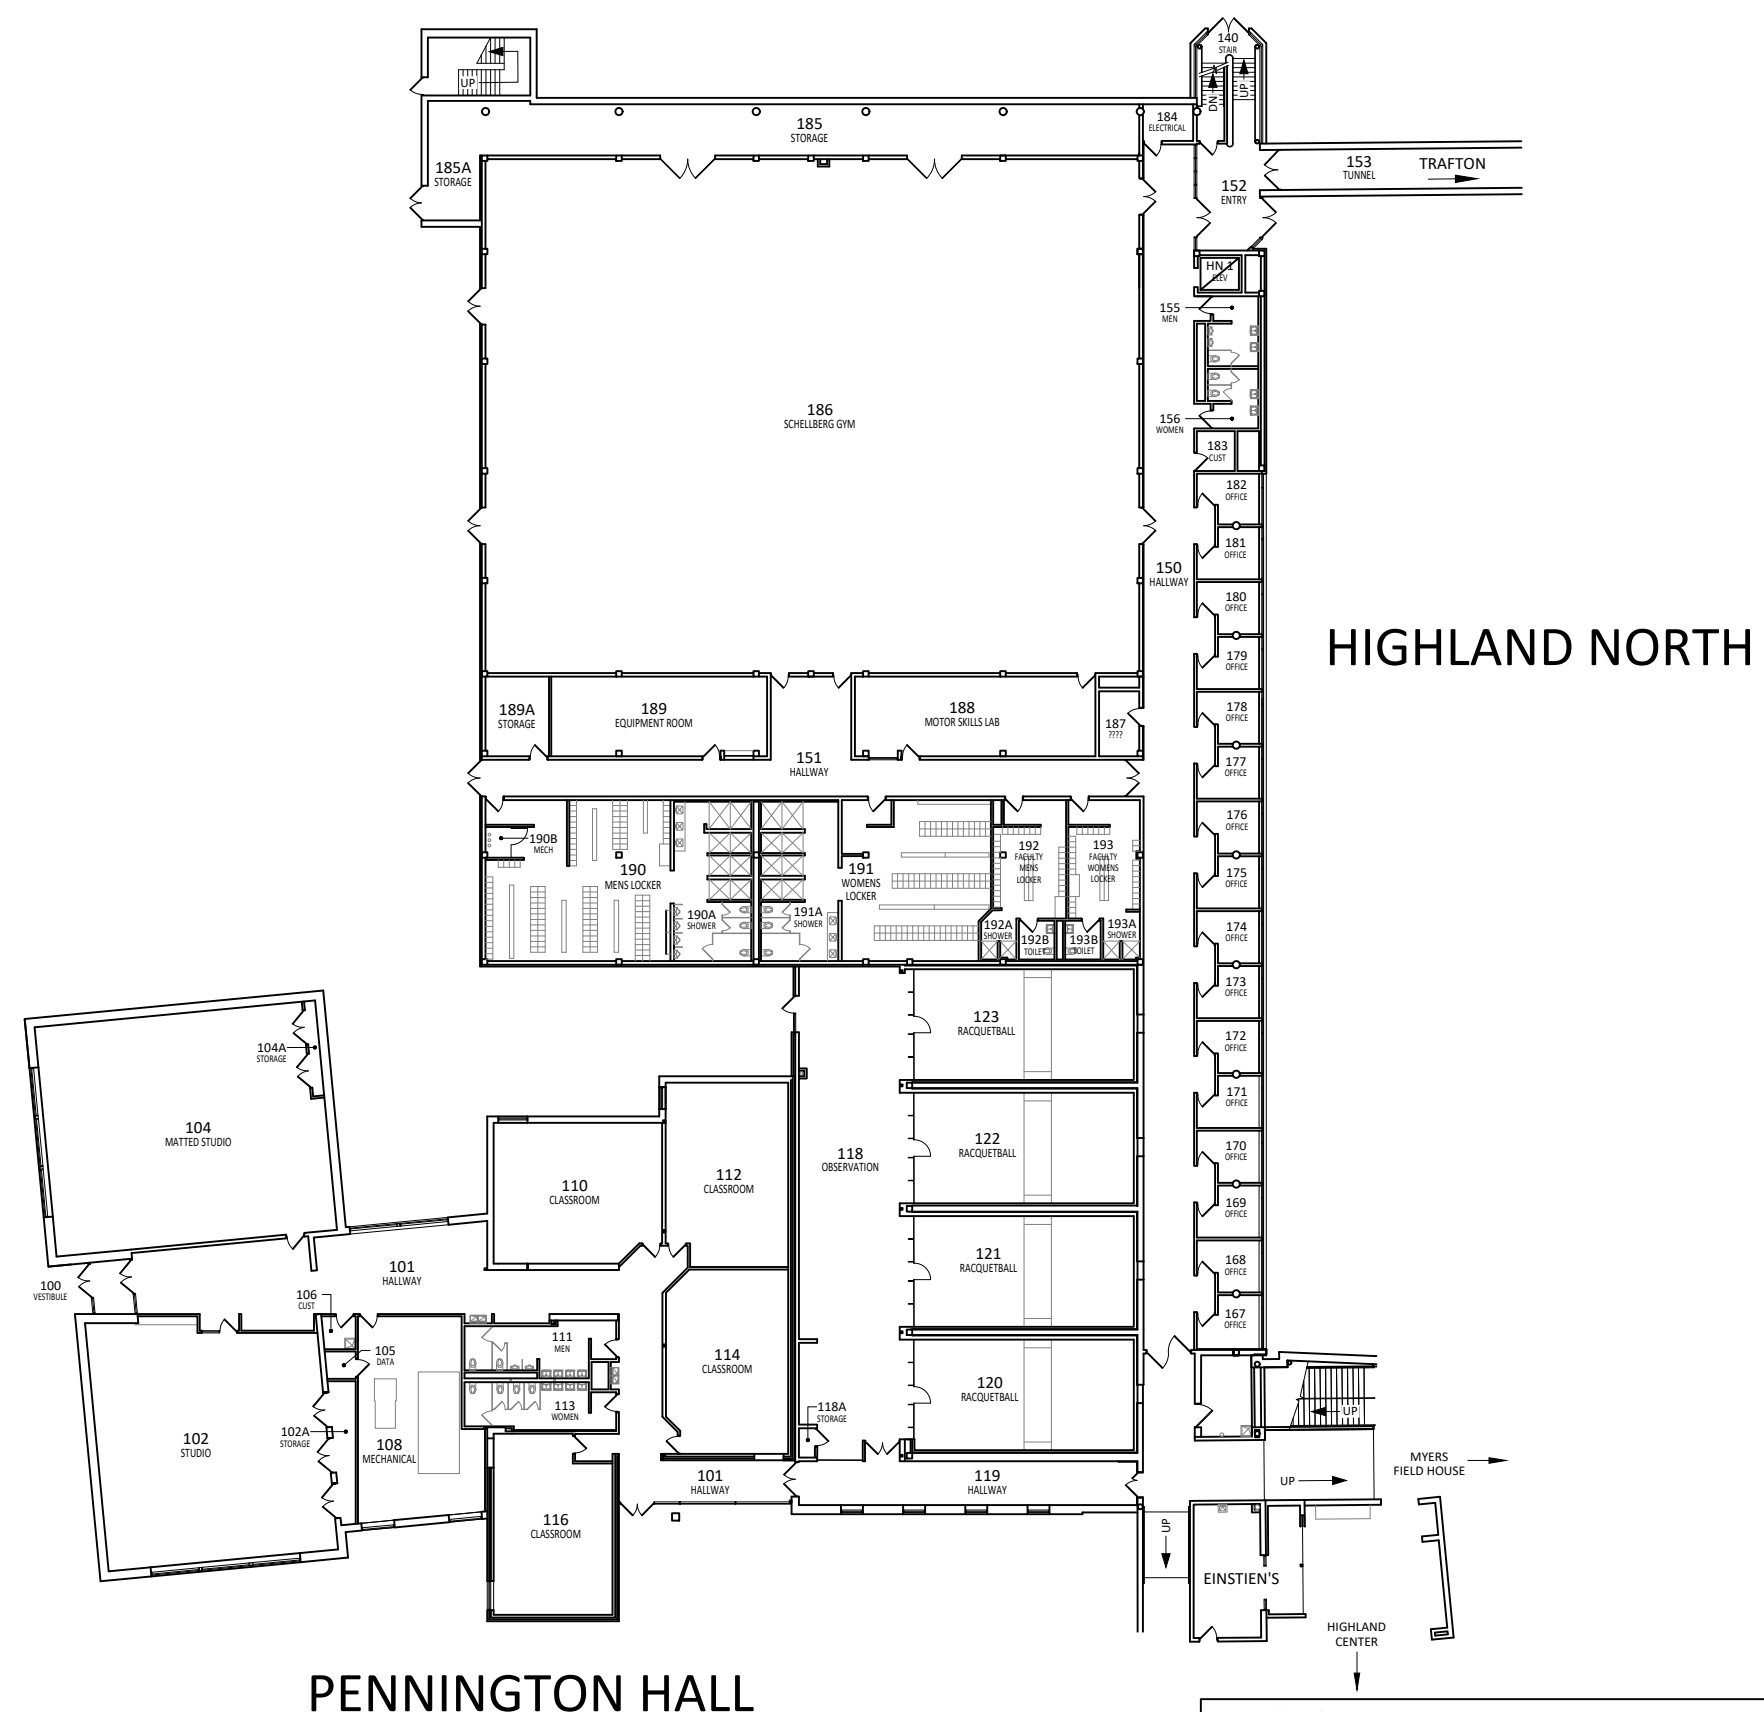 140
STAIR
UP
DN
UP
184
ELECTRICAL
185
STORAGE
185A
STORAGE
153
TUNNEL
TRAFTON
152
ENTRY
HN 1
ELEV
155
MEN
186
SCHELLBERG GYM
156
WOMEN
183
CUST
182
OFFICE
181
OFFICE
150
HALLWAY
180
OFFICE
HIGHLAND NORTH
179
OFFICE
189A
STORAGE
189
EQUIPMENT ROOM
188
MOTOR SKILLS LAB
187
????
178
OFFICE
151
HALLWAY
177
OFFICE
176
OFFICE
190B
MECH
190
MENS LOCKER
191
WOMENS
LOCKER
192
FACULTY
MENS
LOCKER
193
FACULTY
WOMENS
LOCKER
175
OFFICE
190A
SHOWER
191A
SHOWER
192A
SHOWER
192B
TOILET
193B
TOILET
193A
SHOWER
174
OFFICE
173
OFFICE
123
RACQUETBALL
104A
STORAGE
172
OFFICE
171
OFFICE
104
MATTED STUDIO
122
RACQUETBALL
118
OBSERVATION
170
OFFICE
112
CLASSROOM
110
CLASSROOM
169
OFFICE
121
RACQUETBALL
101
HALLWAY
100
VESTIBULE
168
OFFICE
106
CUST
167
OFFICE
111
MEN
105
DATA
114
CLASSROOM
120
RACQUETBALL
113
WOMEN
118A
STORAGE
UP
102
STUDIO
102A
STORAGE
108
MECHANICAL
MYERS
FIELD HOUSE
101
HALLWAY
119
HALLWAY
UP
116
CLASSROOM
UP
EINSTIEN'S
HIGHLAND
CENTER
PENNINGTON HALL